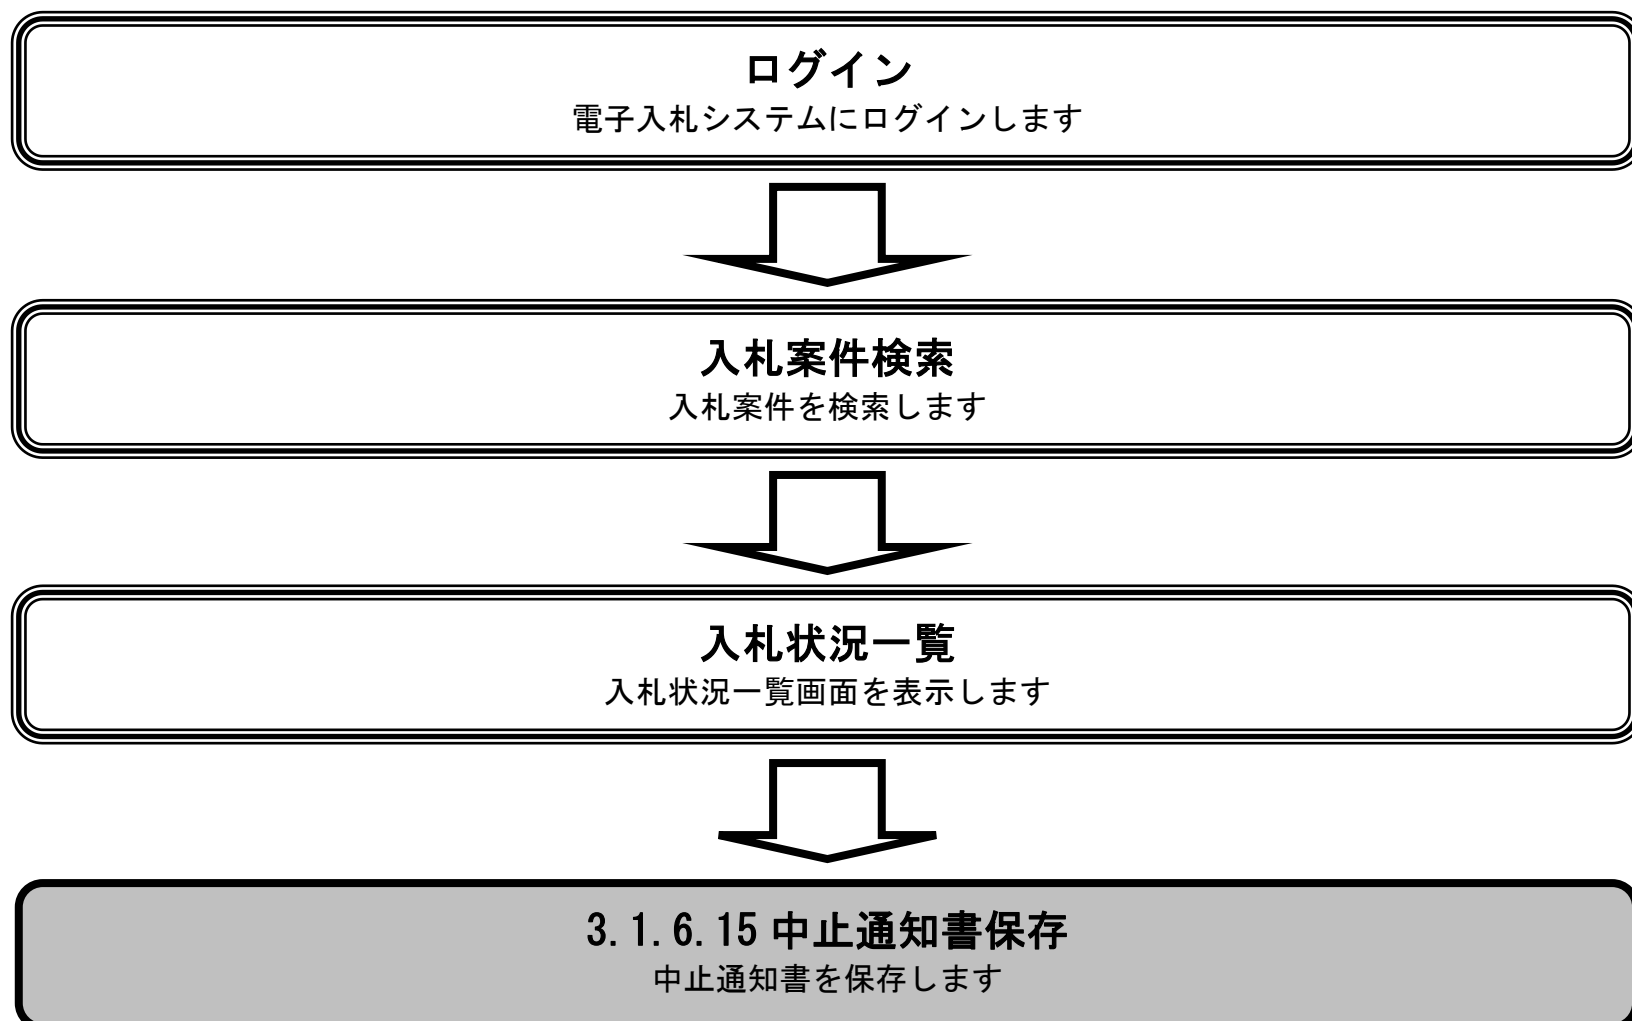 ログイン
電子入札システムにログインします
入札案件検索
入札案件を検索します
入札状況一覧
入札状況一覧画面を表示します
3.1.6.15 中止通知書保存
中止通知書を保存します